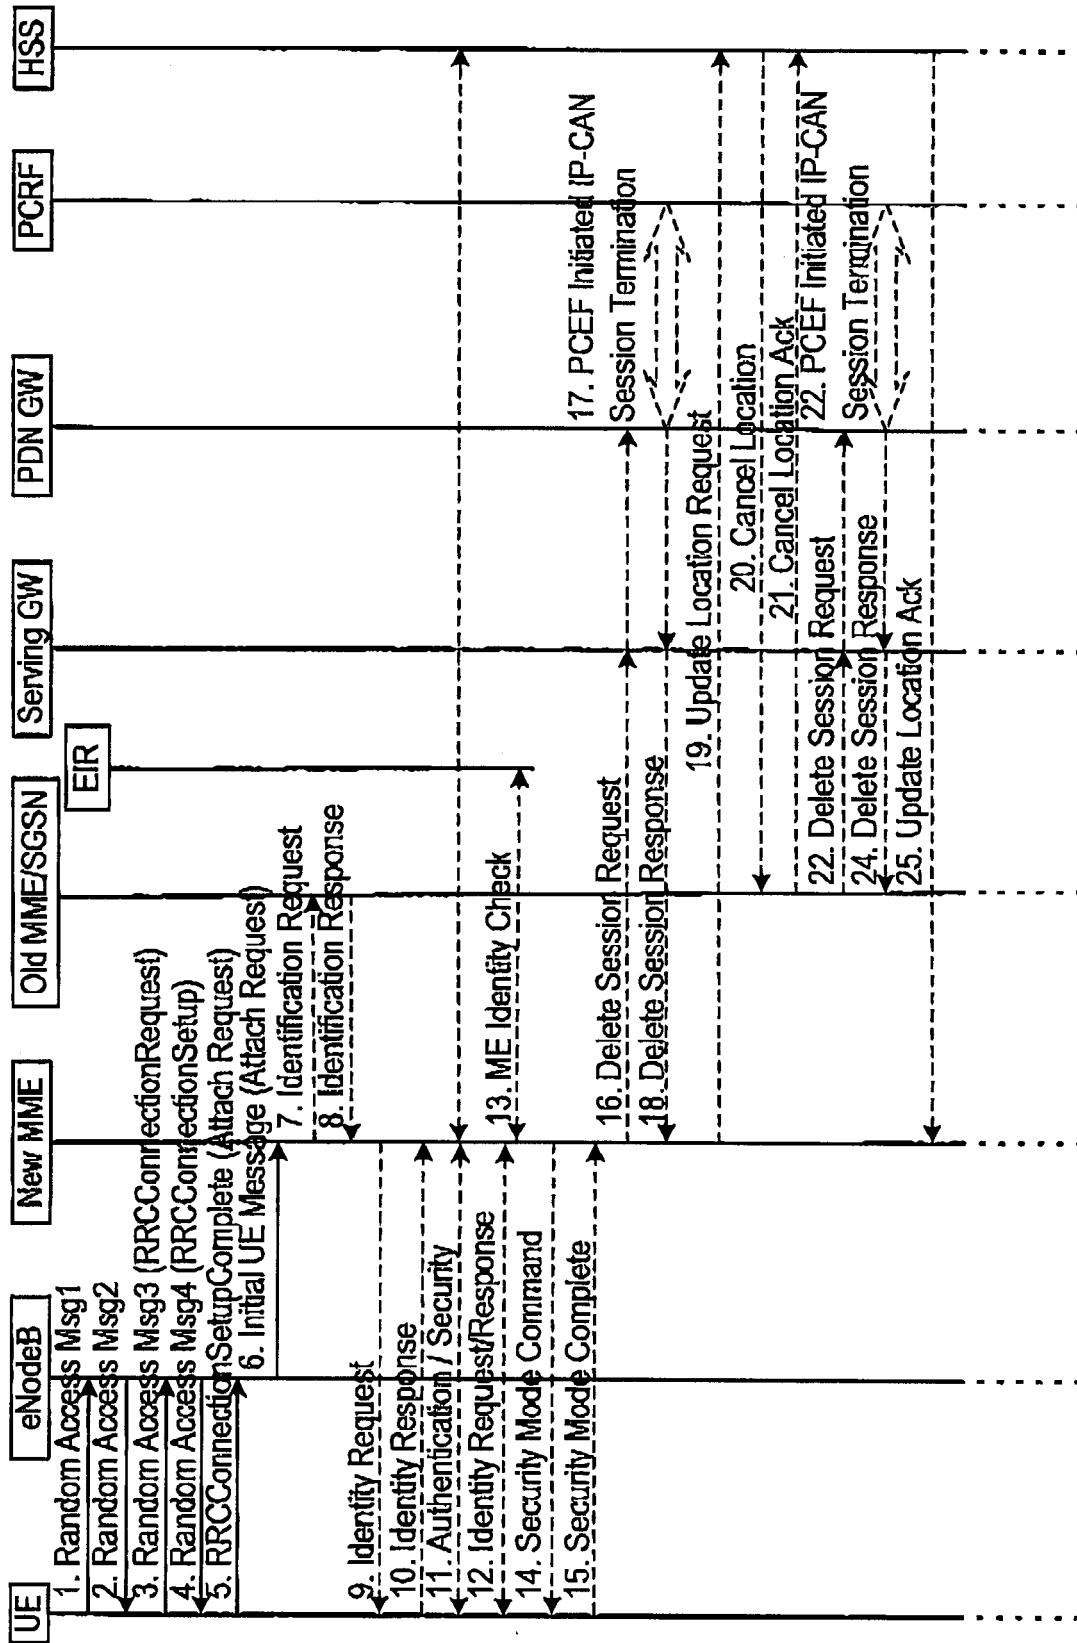 UE
eNodeB
New MME
Old MME/SGSN
EIR
Serving GW
PDN GW
PCRF
HSS
1. Random Access Msg1
2. Random Access Msg2
3. Random Access Msg3 (RRCConnectionRequest)
4. Random Access Msg4 (RRCConnectionSetup)
5. RRCConnectionSetupComplete (Attach Request)
6. Initial UE Message (Attach Request)
7. Identification Request
8. Identification Response
9. Identity Request
10. Identity Response
11. Authentication / Security
12. Identity Request/Response
13. ME Identity Check
14. Security Mode Command
15. Security Mode Complete
16. Delete Session Request
17. PCEF Initiated IP-CAN
Session Termination
18. Delete Session Response
19. Update Location Request
20. Cancel Location
21. Cancel Location Ack
22. Delete Session Request
22. PCEF Initiated IP-CAN
Session Termination
24. Delete Session Response
25. Update Location Ack